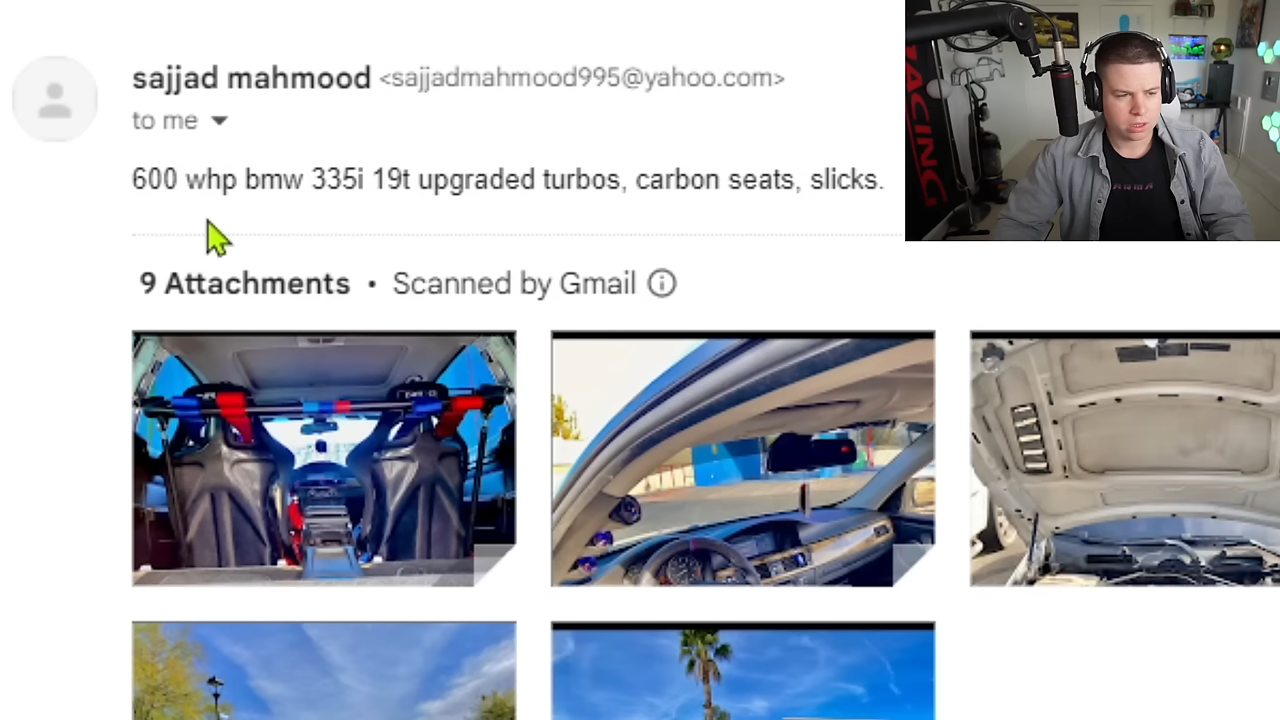 sajjad mahmood <sajjadmahmood995@yahoo.com>
to me
600 whp bmw 335i 19t upgraded turbos, carbon seats, slicks.
9 Attachments • Scanned by Gmail
RACING